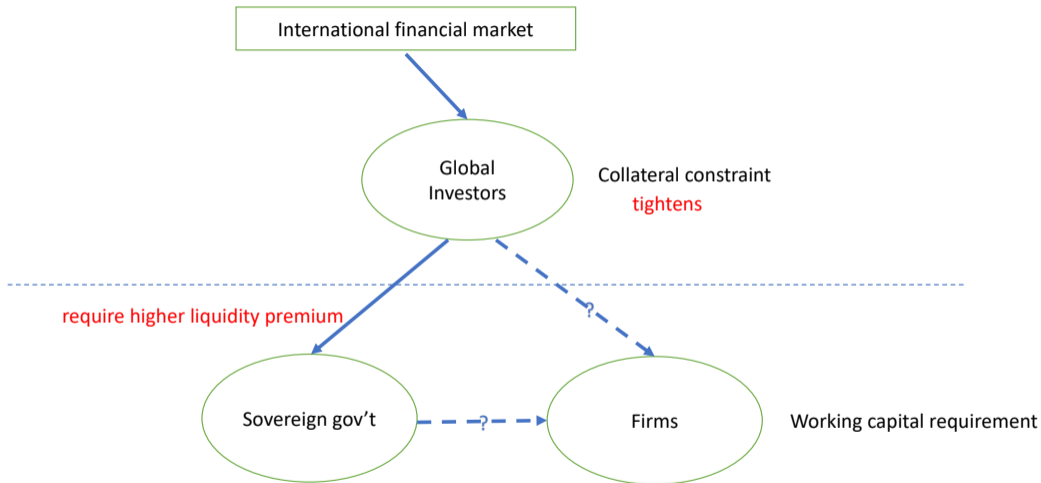 International financial market
Global
Investors
Collateral constraint
tightens
?
require higher liquidity premium
Sovereign gov't
?
Firms
Working capital requirement